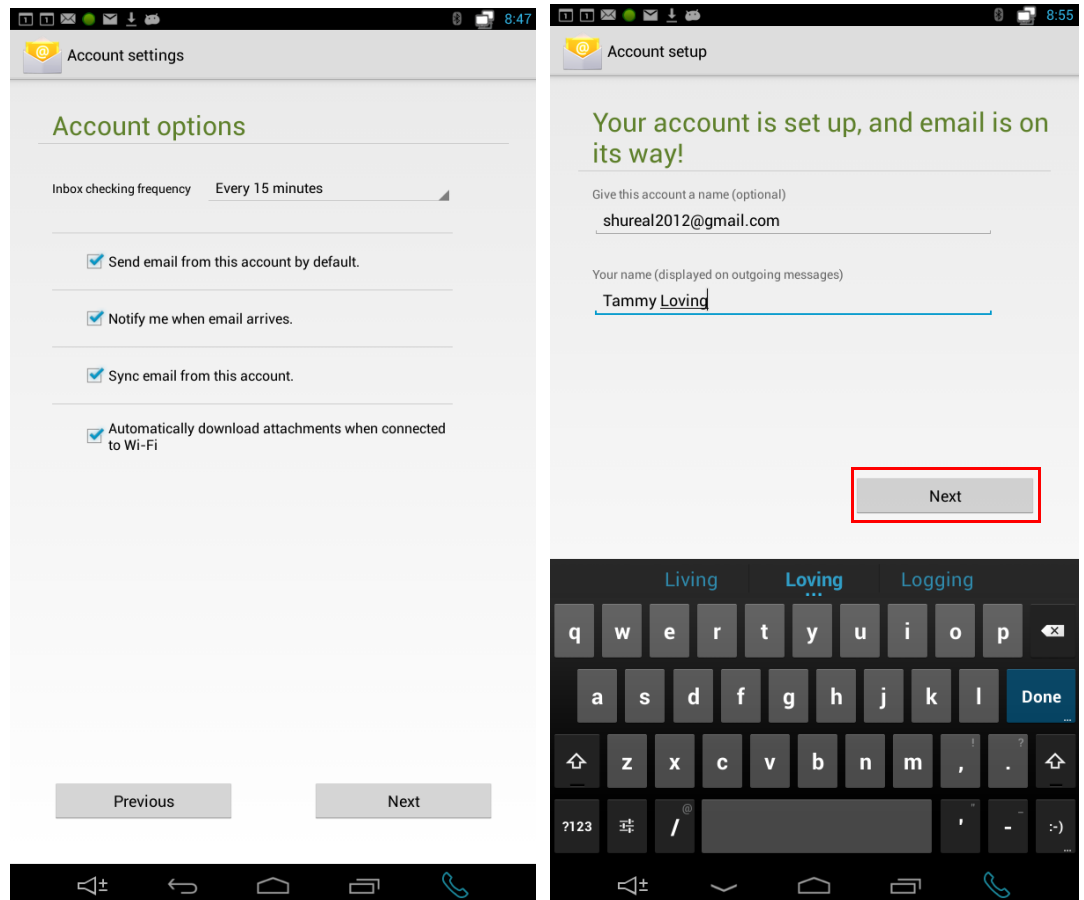 1 1 8:47
@ Account settings
Account options
Inbox checking frequency Every 15 minutes
Send email from this account by default.
Notify me when email arrives.
Sync email from this account.
Automatically download attachments when connected
to Wi-Fi
Previous Next
1 1 8:55
@ Account setup
Your account is set up, and email is on
its way!
Give this account a name (optional)
shureal2012@gmail.com
Your name (displayed on outgoing messages)
Tammy Loving
Next
Living Loving Logging
...
q w e r t y u i o p
a s d f g h j k l Done
...
! ?
z x c v b n m , .
@ " _
?123 / ' - :-)
...